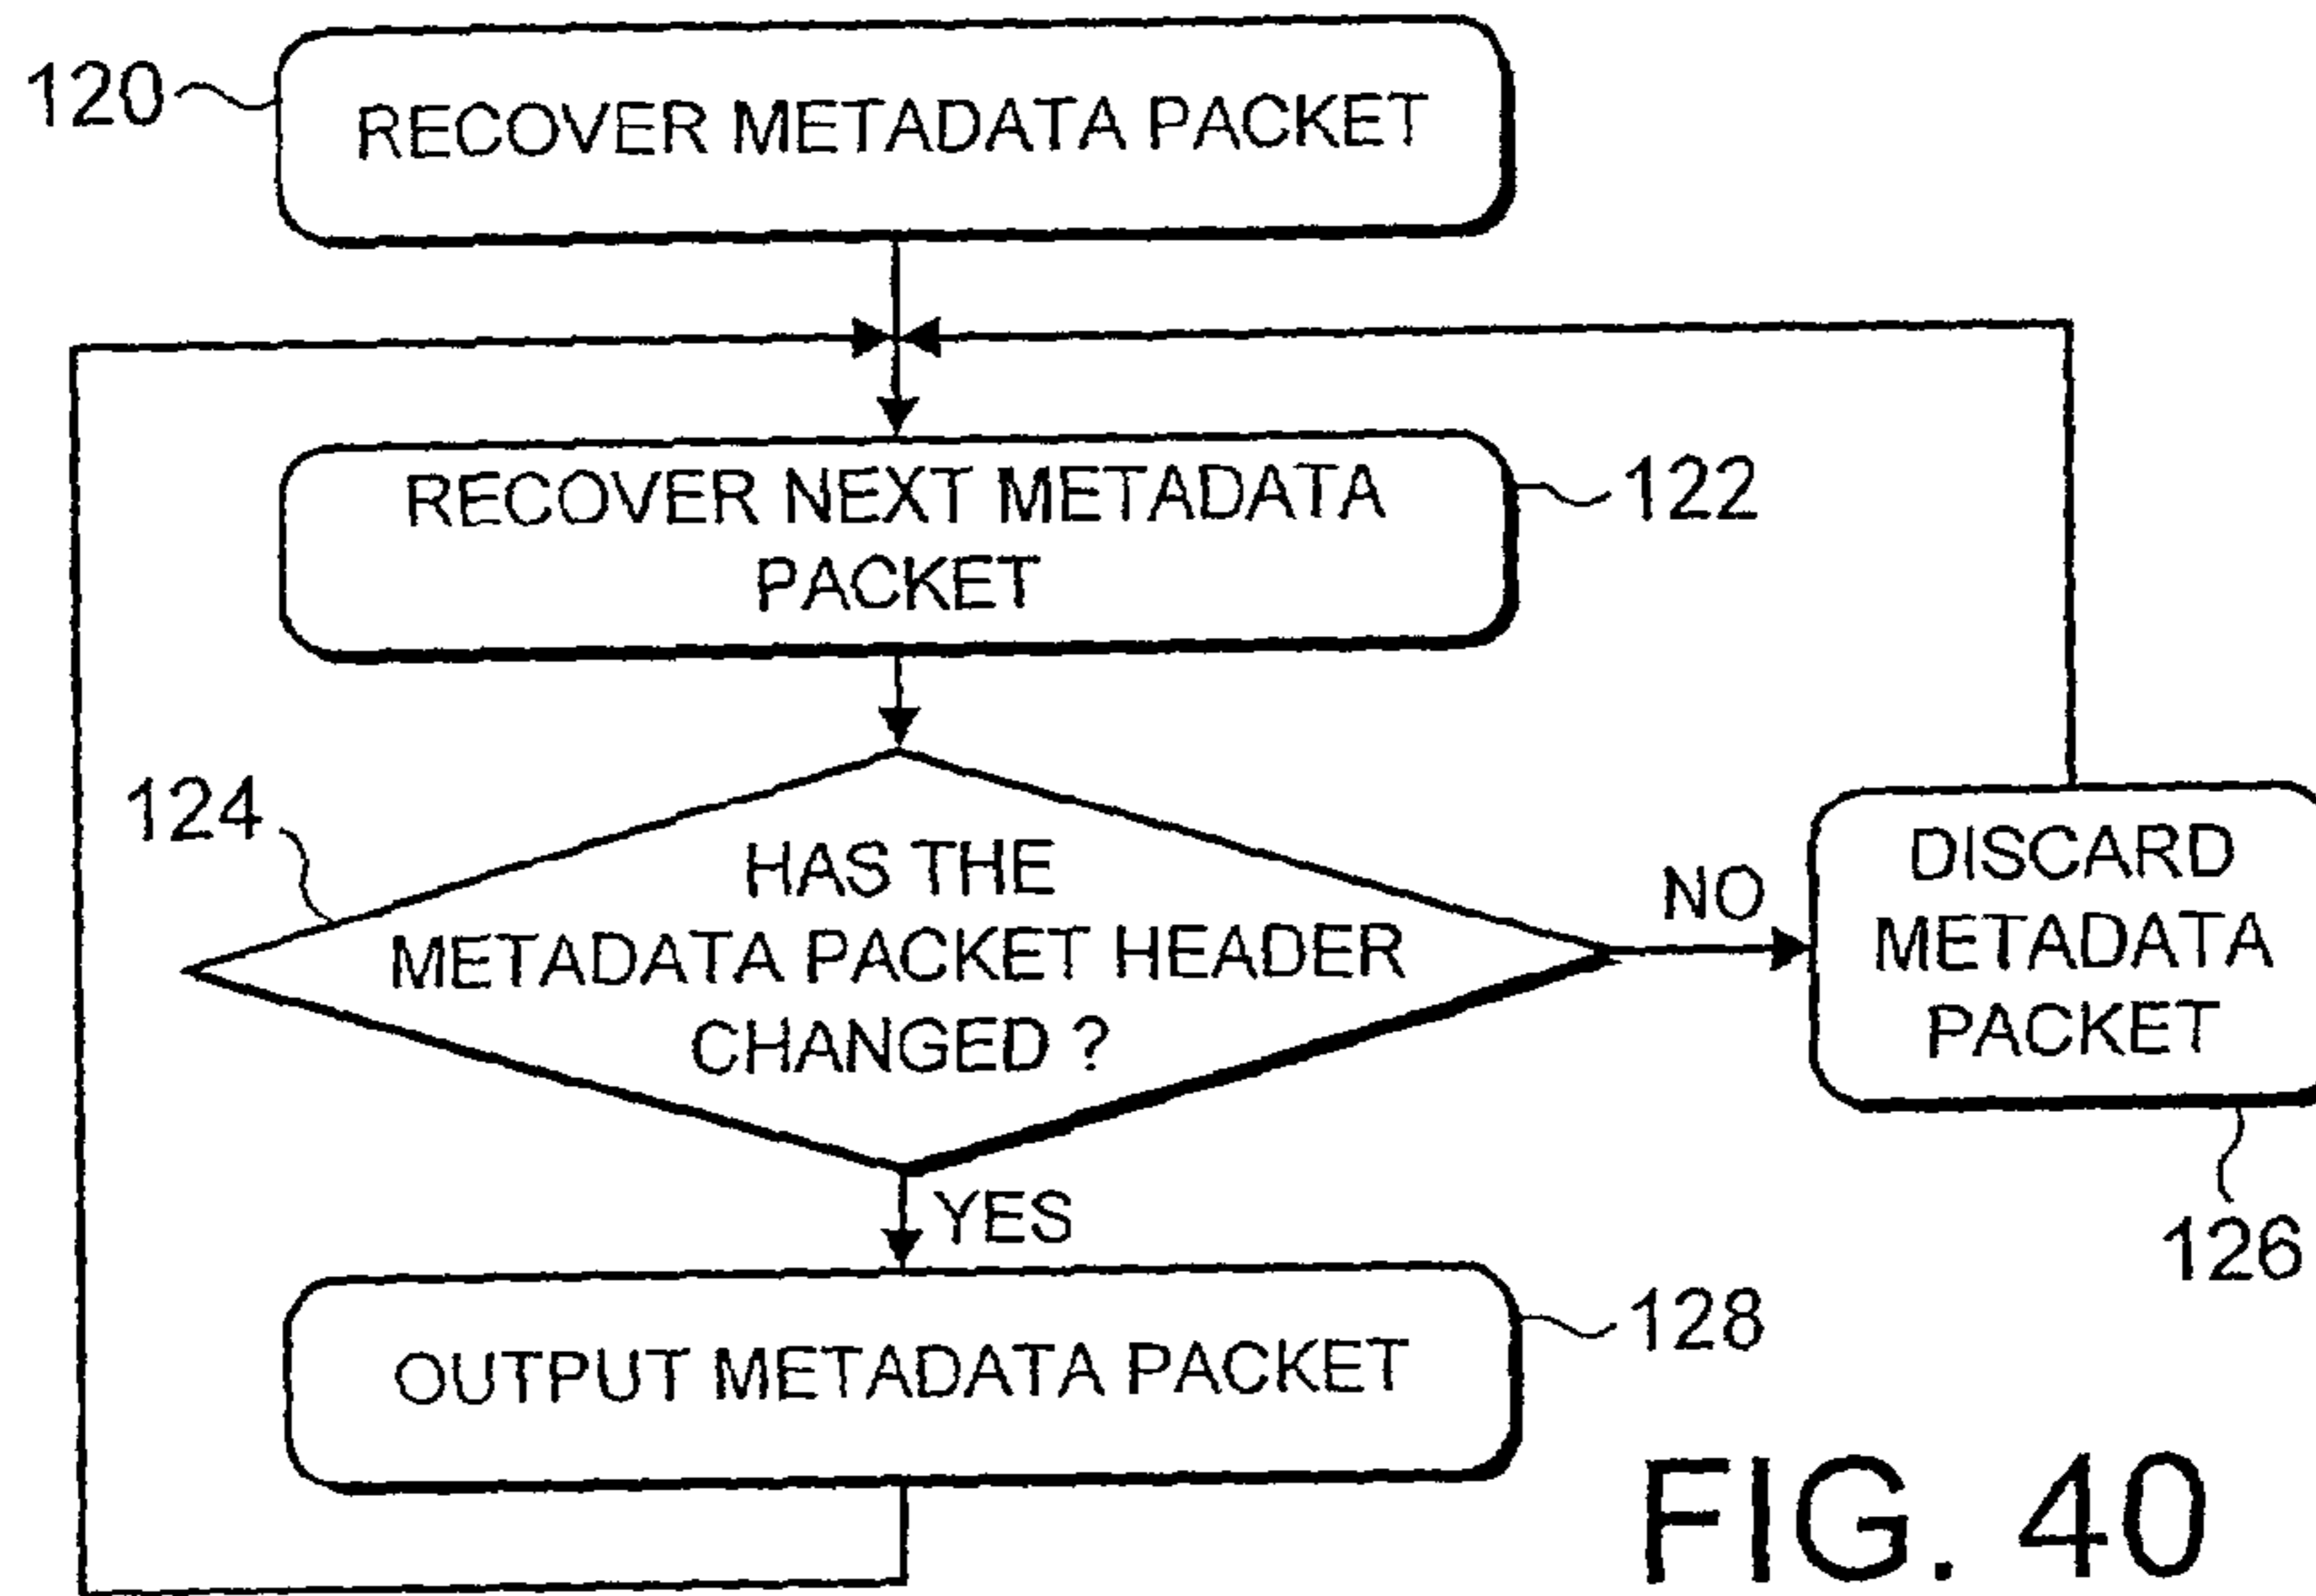 120
RECOVER METADATA PACKET
RECOVER NEXT METADATA
PACKET
122
124
HAS THE
METADATA PACKET HEADER
CHANGED ?
NO
DISCARD
METADATA
PACKET
126
YES
OUTPUT METADATA PACKET
128
FIG. 40